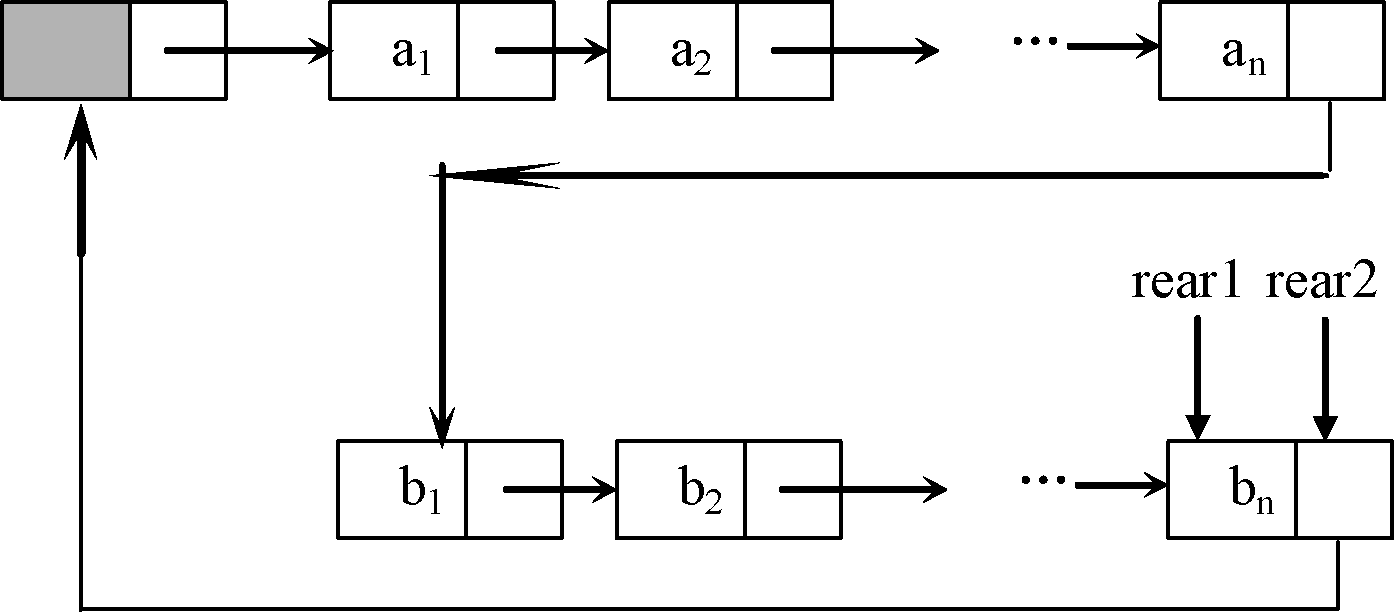 a₁ a₂ … aₙ
rear1 rear2
b₁ b₂ … bₙ